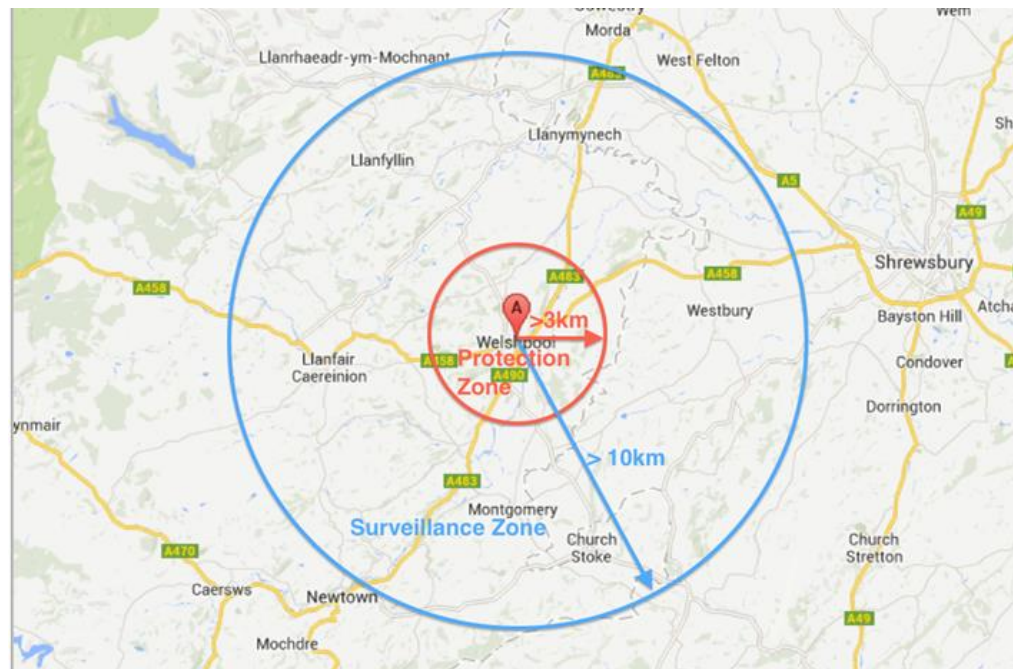 Morda
Wem
Llanrhaeadr-ym-Mochnant
West Felton
A483
Llanymynech
Sh
Llanfyllin
A5
A49
A458
A483
A458
Shrewsbury
A
Westbury
>3km
Bayston Hill
Atcha
Welshpool
Llanfair
Caereinion
A458
Protection
Zone
A490
Condover
A
Dorrington
ynmair
> 10km
A483
Montgomery
Surveillance Zone
Church
Stoke
Church
Stretton
A470
Caersws
Newtown
A49
Mochdre